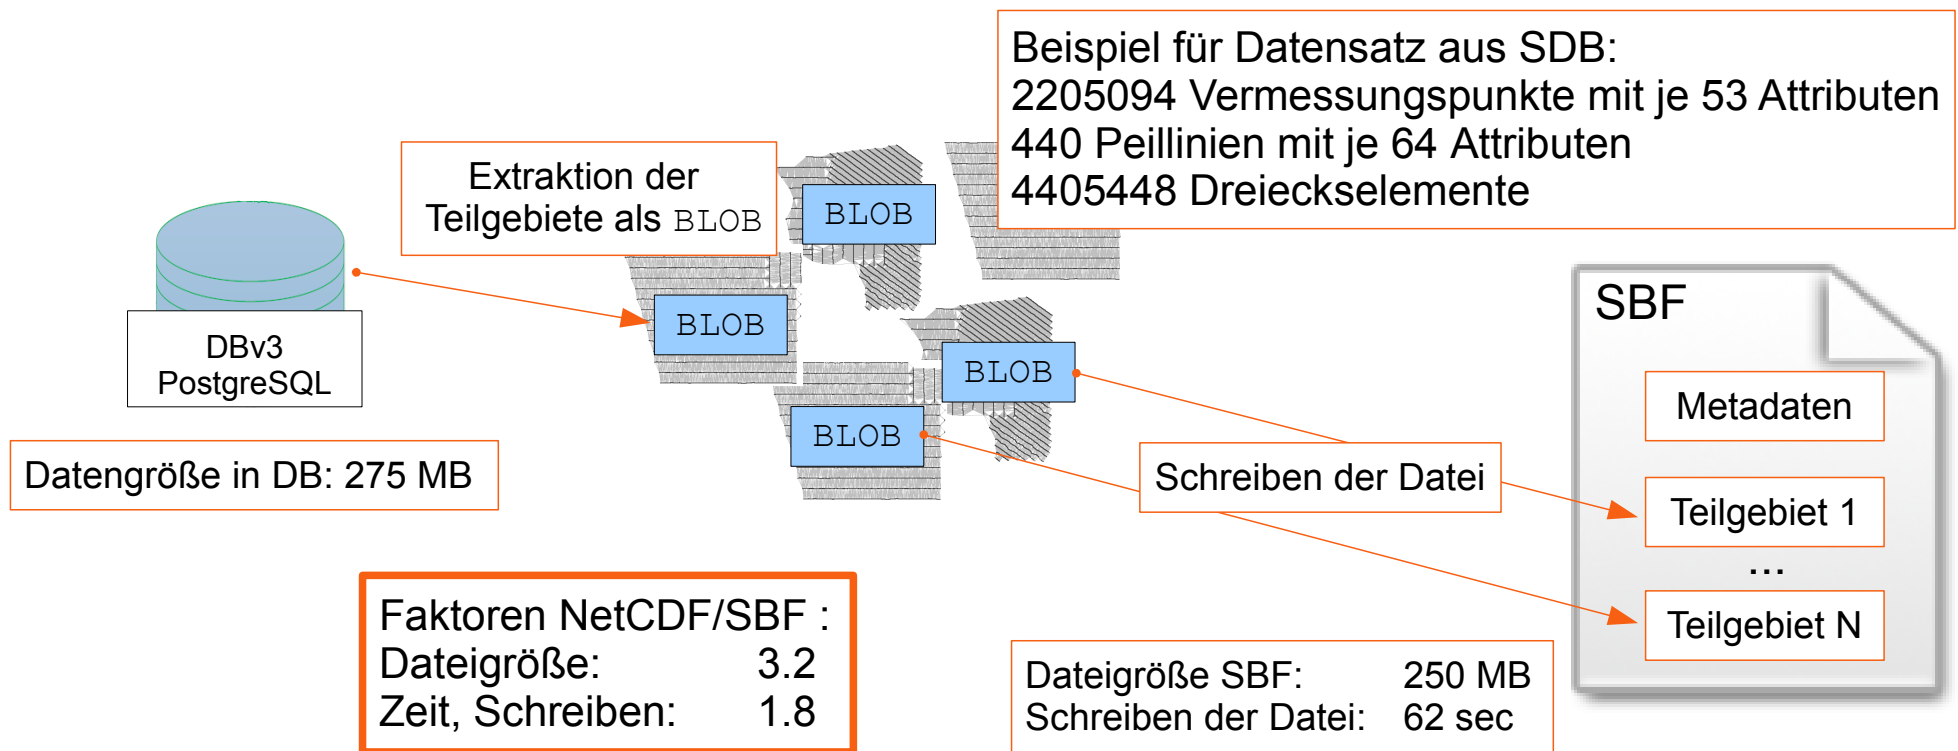 Beispiel für Datensatz aus SDB:
2205094 Vermessungspunkte mit je 53 Attributen
440 Peillinien mit je 64 Attributen
4405448 Dreieckselemente
Extraktion der
Teilgebiete als BLOB
BLOB
BLOB
BLOB
BLOB
DBv3
PostgreSQL
Datengröße in DB: 275 MB
Schreiben der Datei
SBF
Metadaten
Teilgebiet 1
...
Teilgebiet N
Faktoren NetCDF/SBF :
Dateigröße: 3.2
Zeit, Schreiben: 1.8
Dateigröße SBF: 250 MB
Schreiben der Datei: 62 sec